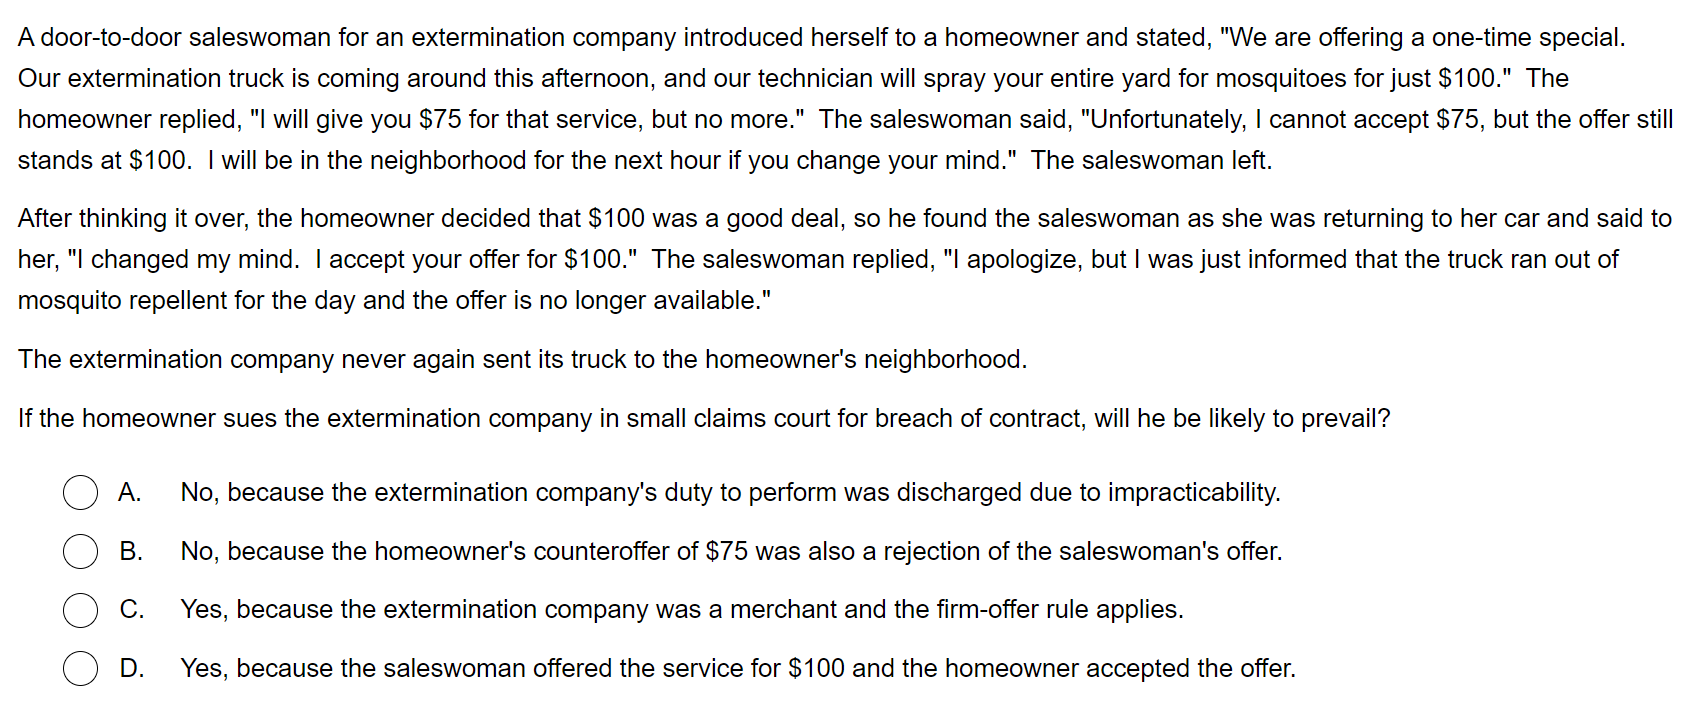 A door-to-door saleswoman for an extermination company introduced herself to a homeowner and stated, "We are offering a one-time special.
Our extermination truck is coming around this afternoon, and our technician will spray your entire yard for mosquitoes for just $100."  The
homeowner replied, "I will give you $75 for that service, but no more."  The saleswoman said, "Unfortunately, I cannot accept $75, but the offer still
stands at $100.  I will be in the neighborhood for the next hour if you change your mind."  The saleswoman left.
After thinking it over, the homeowner decided that $100 was a good deal, so he found the saleswoman as she was returning to her car and said to
her, "I changed my mind.  I accept your offer for $100."  The saleswoman replied, "I apologize, but I was just informed that the truck ran out of
mosquito repellent for the day and the offer is no longer available."
The extermination company never again sent its truck to the homeowner's neighborhood.
If the homeowner sues the extermination company in small claims court for breach of contract, will he be likely to prevail?
A. No, because the extermination company's duty to perform was discharged due to impracticability.
B. No, because the homeowner's counteroffer of $75 was also a rejection of the saleswoman's offer.
C. Yes, because the extermination company was a merchant and the firm-offer rule applies.
D. Yes, because the saleswoman offered the service for $100 and the homeowner accepted the offer.